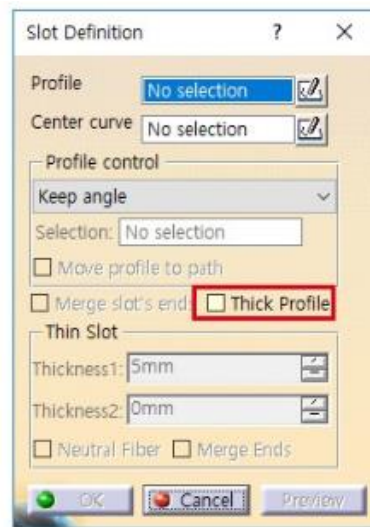 Slot Definition ? ×
Profile No selection
Center curve No selection
Profile control
Keep angle
Selection: No selection
Move profile to path
Merge slot's ends Thick Profile
Thin Slot
Thickness1: 5mm
Thickness2: 0mm
Neutral Fiber Merge Ends
OK Cancel Preview